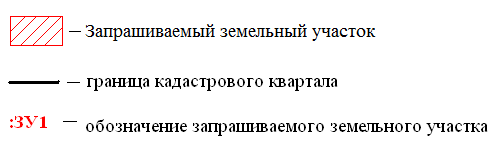 – Запрашиваемый земельный участок
– граница кадастрового квартала
:ЗУ1 – обозначение запрашиваемого земельного участка